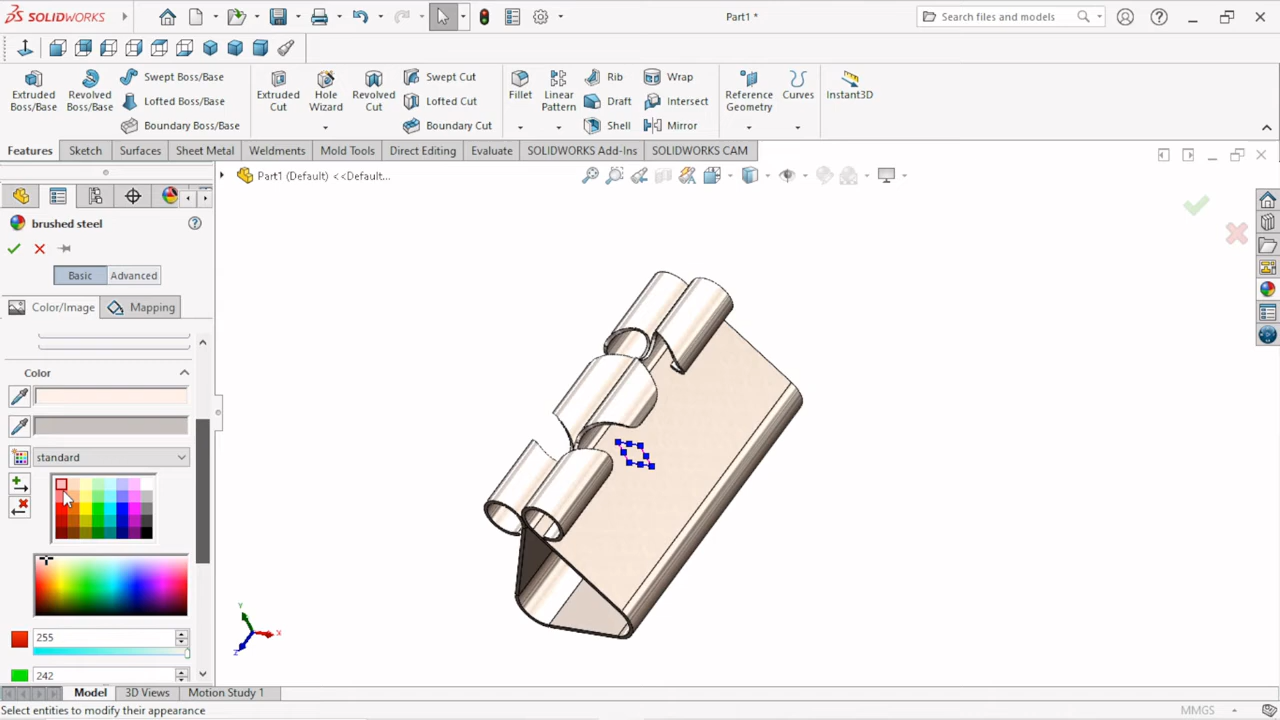 SOLIDWORKS
Part1 *
Search files and models
Extruded Boss/Base
Revolved Boss/Base
Swept Boss/Base
Lofted Boss/Base
Boundary Boss/Base
Extruded Cut
Hole Wizard
Revolved Cut
Swept Cut
Lofted Cut
Boundary Cut
Fillet
Linear Pattern
Rib
Draft
Shell
Wrap
Intersect
Mirror
Reference Geometry
Curves
Instant3D
Features
Sketch
Surfaces
Sheet Metal
Weldments
Mold Tools
Direct Editing
Evaluate
SOLIDWORKS Add-Ins
SOLIDWORKS CAM
Part1 (Default) <<Default...
brushed steel
Basic
Advanced
Color/Image
Mapping
Color
standard
255
242
Y
X
Z
Model
3D Views
Motion Study 1
Select entities to modify their appearance
MMGS